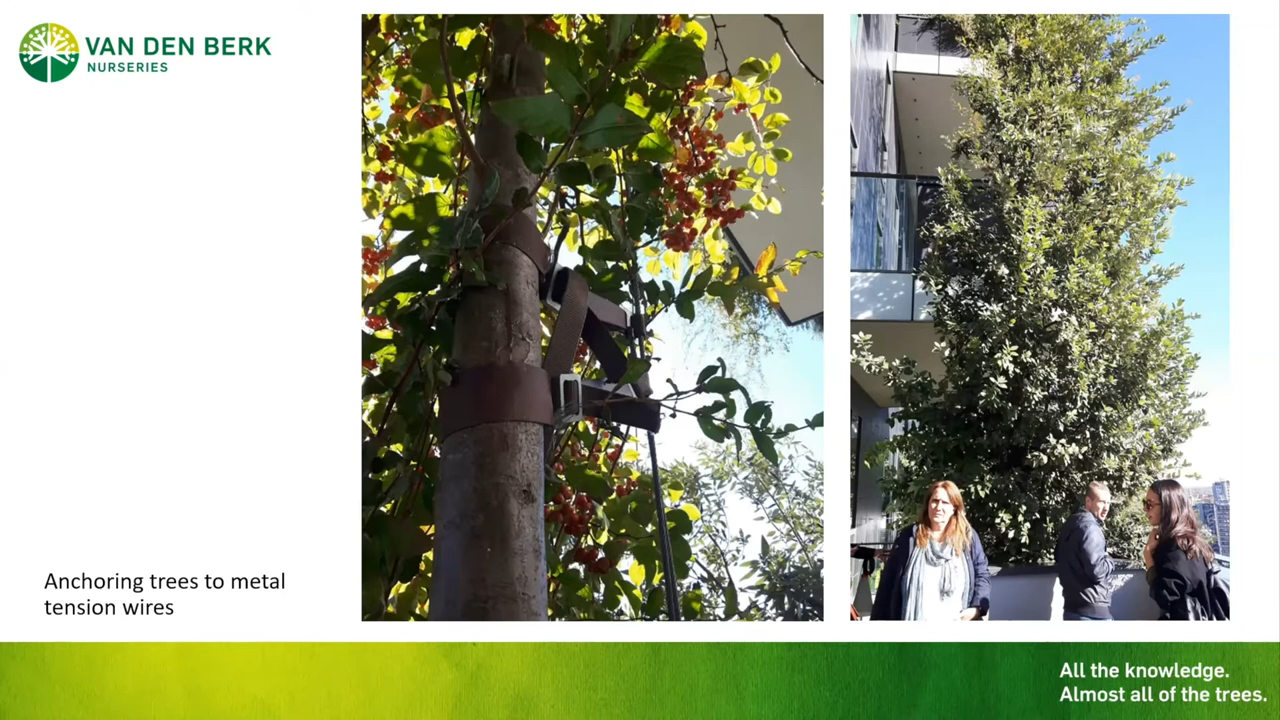 VAN DEN BERK
NURSERIES
Anchoring trees to metal
tension wires
All the knowledge.
Almost all of the trees.